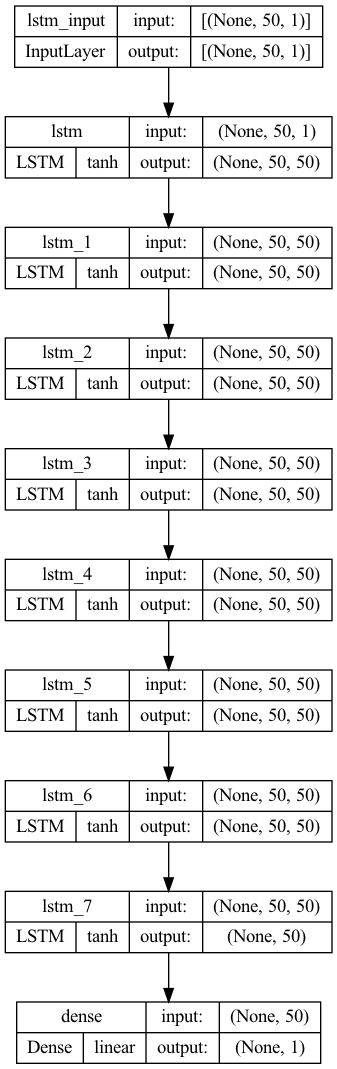 lstm_input input: [(None, 50, 1)]
InputLayer output: [(None, 50, 1)]
lstm input: (None, 50, 1)
LSTM tanh output: (None, 50, 50)
lstm_1 input: (None, 50, 50)
LSTM tanh output: (None, 50, 50)
lstm_2 input: (None, 50, 50)
LSTM tanh output: (None, 50, 50)
lstm_3 input: (None, 50, 50)
LSTM tanh output: (None, 50, 50)
lstm_4 input: (None, 50, 50)
LSTM tanh output: (None, 50, 50)
lstm_5 input: (None, 50, 50)
LSTM tanh output: (None, 50, 50)
lstm_6 input: (None, 50, 50)
LSTM tanh output: (None, 50, 50)
lstm_7 input: (None, 50, 50)
LSTM tanh output: (None, 50)
dense input: (None, 50)
Dense linear output: (None, 1)